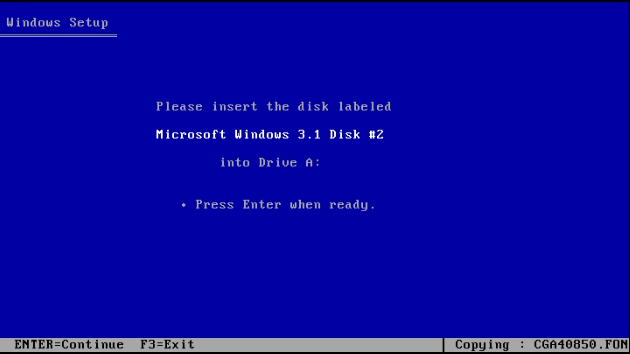 Windows Setup
Please insert the disk labeled
Microsoft Windows 3.1 Disk #2
into Drive A:
• Press Enter when ready.
ENTER=Continue  F3=Exit | Copying : CGA40850.FON